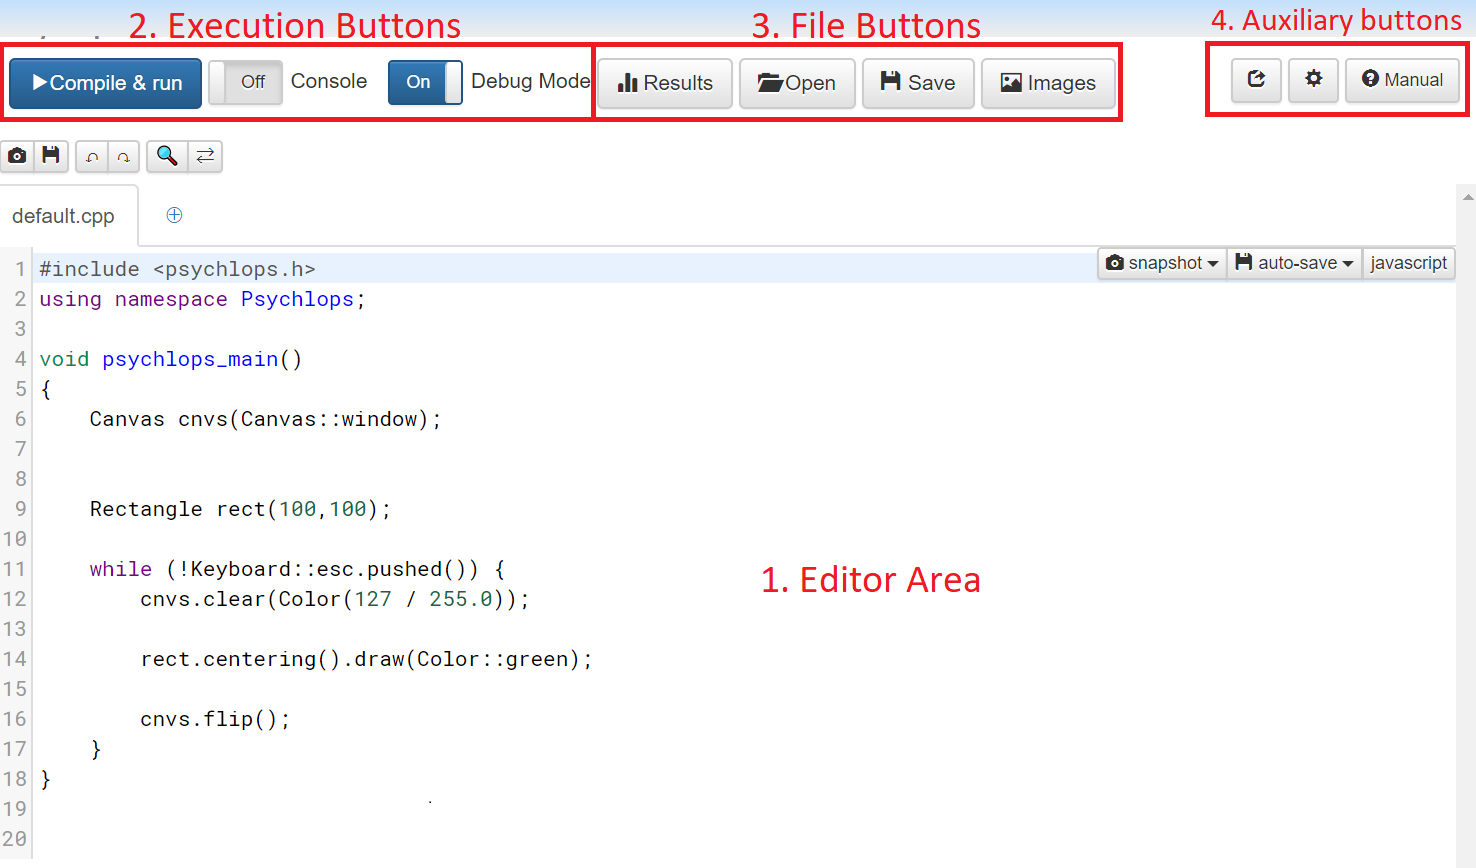 2. Execution Buttons
3. File Buttons
4. Auxiliary buttons
Compile & run
Off
Console
On
Debug Mode
Results
Open
Save
Images
Manual
default.cpp
snapshot
auto-save
javascript
1 #include <psychlops.h>
2 using namespace Psychlops;
3
4 void psychlops_main()
5 {
6     Canvas cnvs(Canvas::window);
7
8
9     Rectangle rect(100,100);
10
11     while (!Keyboard::esc.pushed()) {
12         cnvs.clear(Color(127 / 255.0));
13
14         rect.centering().draw(Color::green);
15
16         cnvs.flip();
17     }
18 }
19
20
1. Editor Area